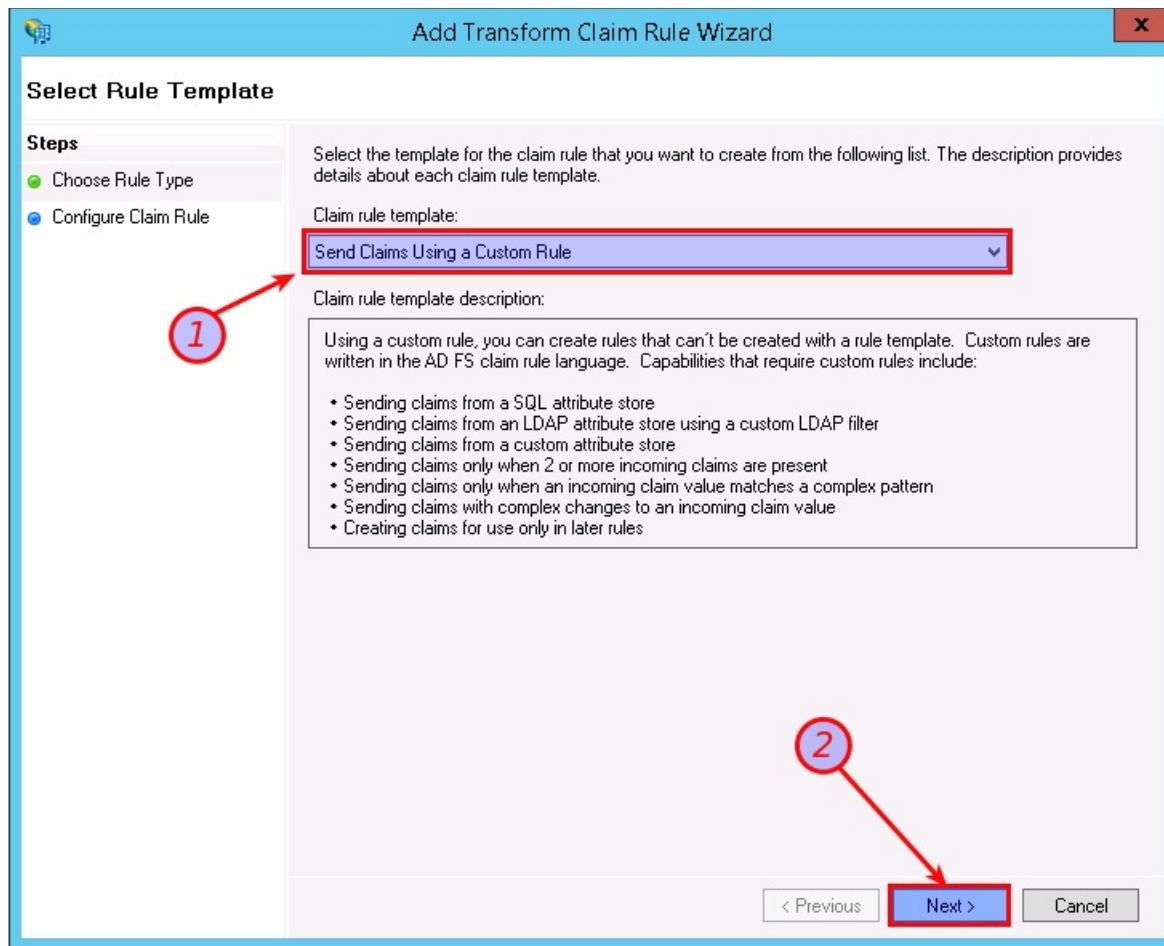 Add Transform Claim Rule Wizard
x
Select Rule Template
Steps
Choose Rule Type
Configure Claim Rule
Select the template for the claim rule that you want to create from the following list. The description provides
details about each claim rule template.
Claim rule template:
Send Claims Using a Custom Rule
1
Claim rule template description:
Using a custom rule, you can create rules that can't be created with a rule template. Custom rules are
written in the AD FS claim rule language. Capabilities that require custom rules include:
• Sending claims from a SQL attribute store
• Sending claims from an LDAP attribute store using a custom LDAP filter
• Sending claims from a custom attribute store
• Sending claims only when 2 or more incoming claims are present
• Sending claims only when an incoming claim value matches a complex pattern
• Sending claims with complex changes to an incoming claim value
• Creating claims for use only in later rules
2
< Previous
Next >
Cancel